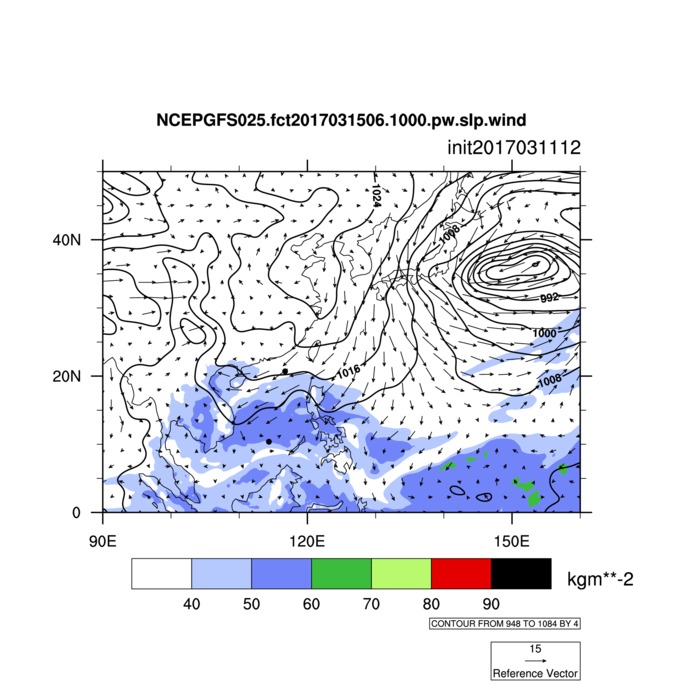 NCEPGFS025.fct2017031506.1000.pw.slp.wind
init2017031112
1024
1008
40N
992
1000
1016
1008
20N
0
90E 120E 150E
kgm**-2
40 50 60 70 80 90
CONTOUR FROM 948 TO 1084 BY 4
15
Reference Vector